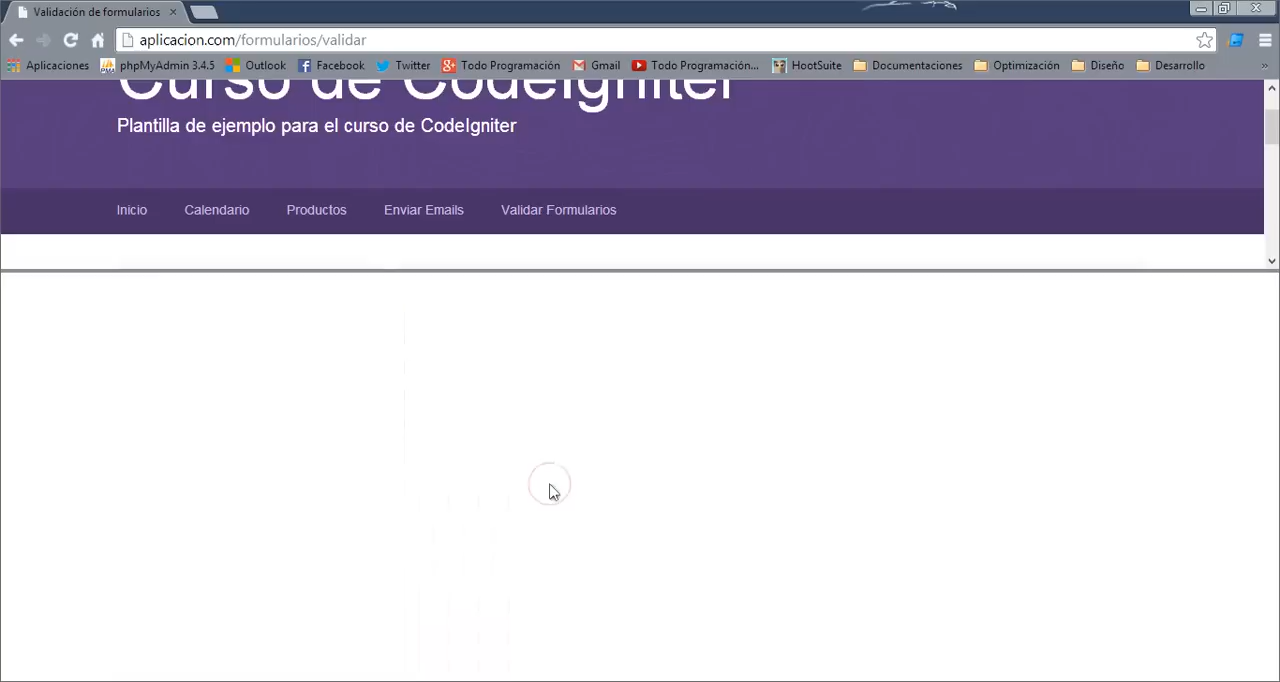 Validación de formularios
aplicacion.com/formularios/validar
Aplicaciones phpMyAdmin 3.4.5 Outlook Facebook Twitter Todo Programación Gmail Todo Programación... HootSuite Documentaciones Optimización Diseño Desarrollo »
Curso de CodeIgniter
Plantilla de ejemplo para el curso de CodeIgniter
Inicio Calendario Productos Enviar Emails Validar Formularios